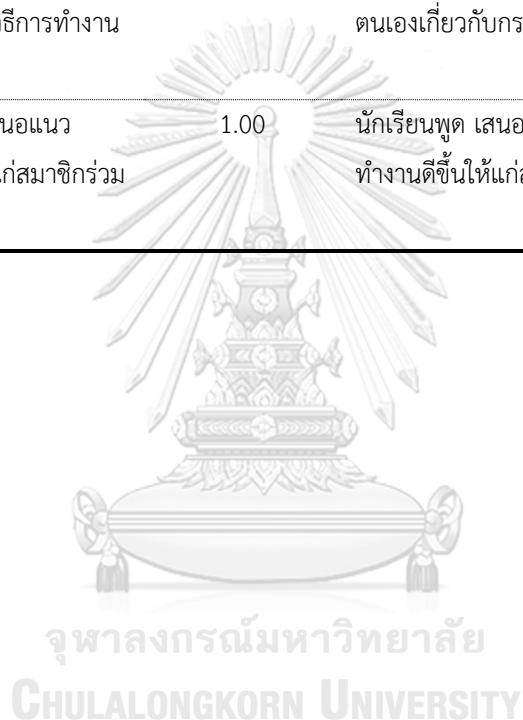 วิธีการทำงาน ตนเองเกี่ยวกับกร
นอแนว 1.00 นักเรียนพูด เสนอ
ก่สมาชิกร่วม ทำงานดีขึ้นให้แก่ส
จุฬาลงกรณ์มหาวิทยาลัย
CHULALONGKORN UNIVERSITY